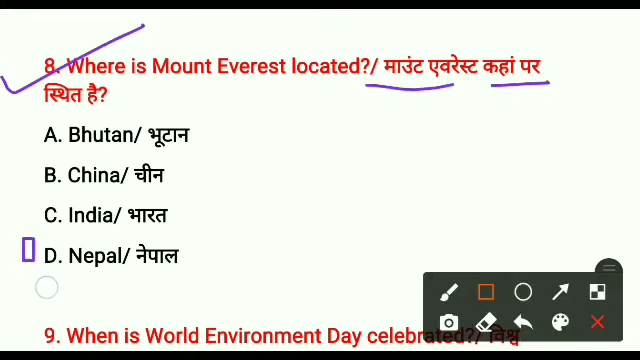 8. Where is Mount Everest located?/ माउंट एवरेस्ट कहां पर
स्थित है?
A. Bhutan/ भूटान
B. China/ चीन
C. India/ भारत
D. Nepal/ नेपाल
9. When is World Environment Day celebrated?/ विश्व